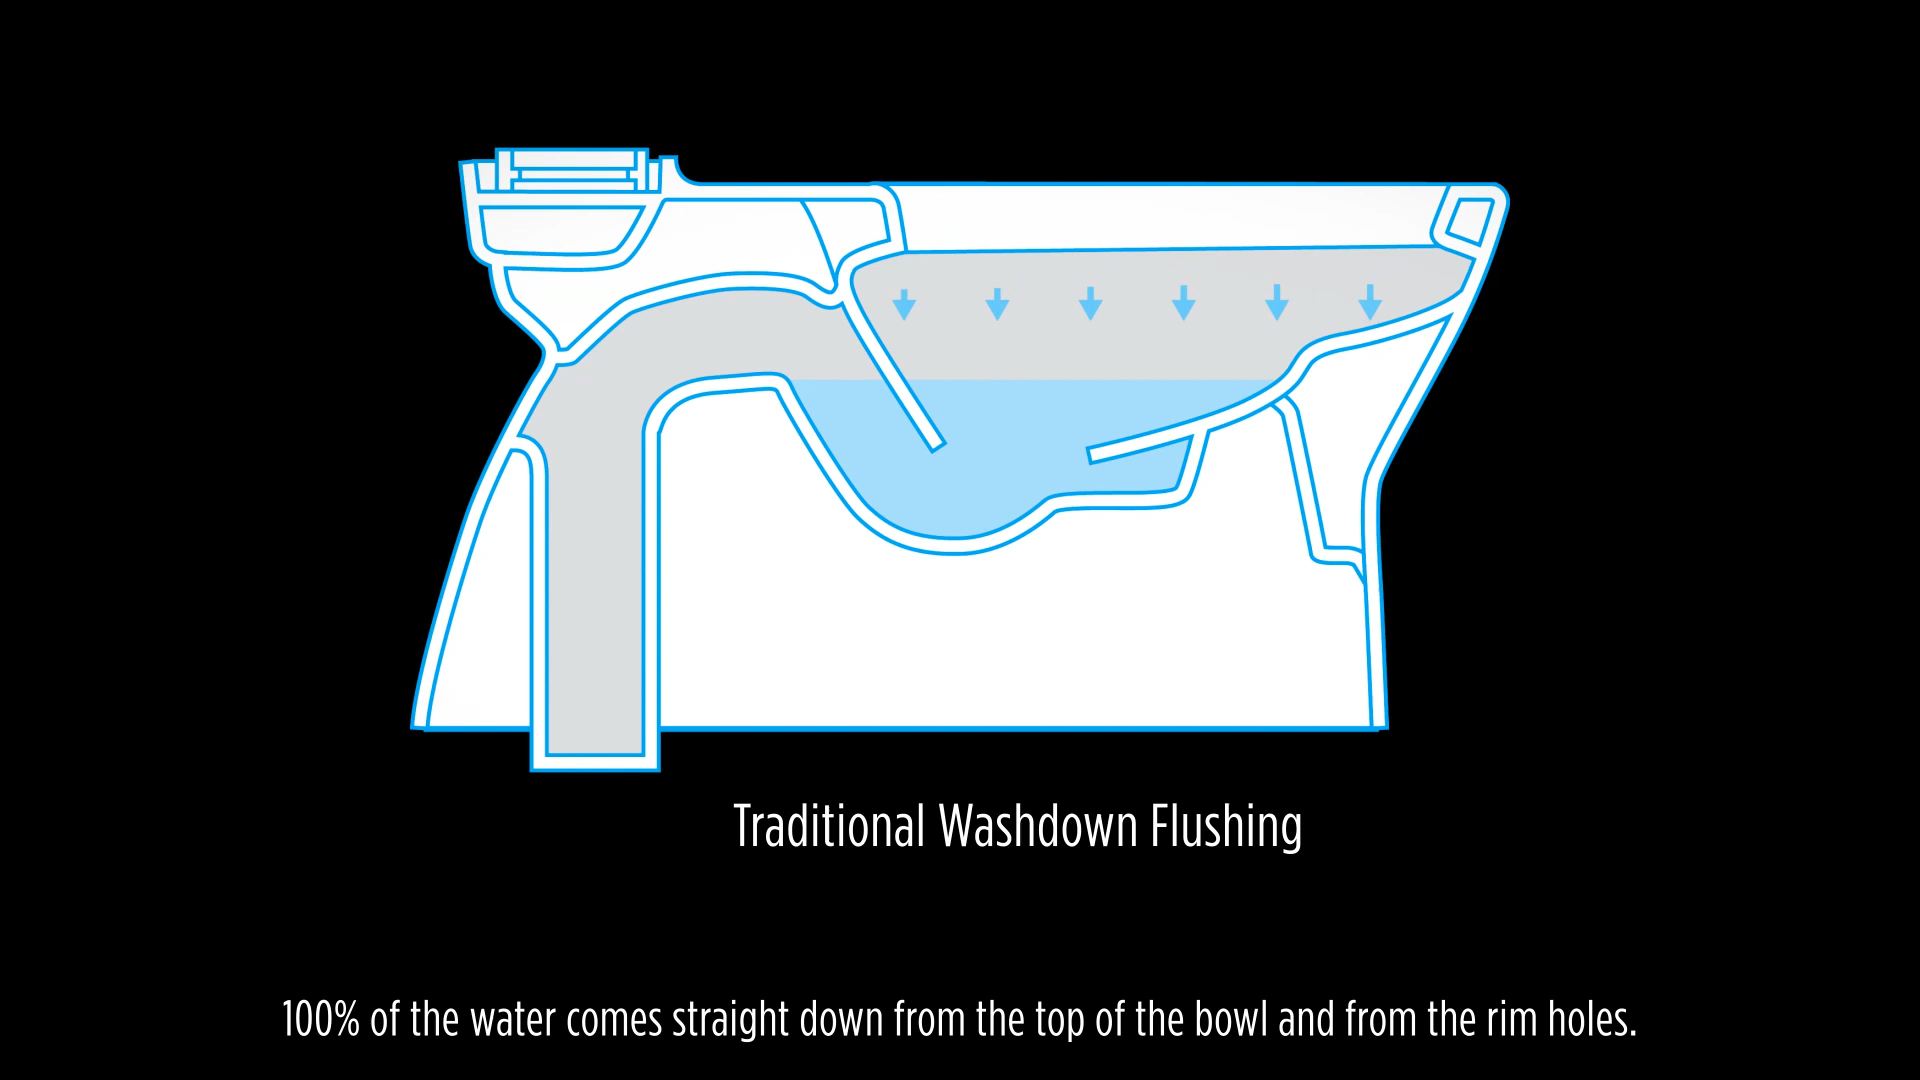 Traditional Washdown Flushing
100% of the water comes straight down from the top of the bowl and from the rim holes.